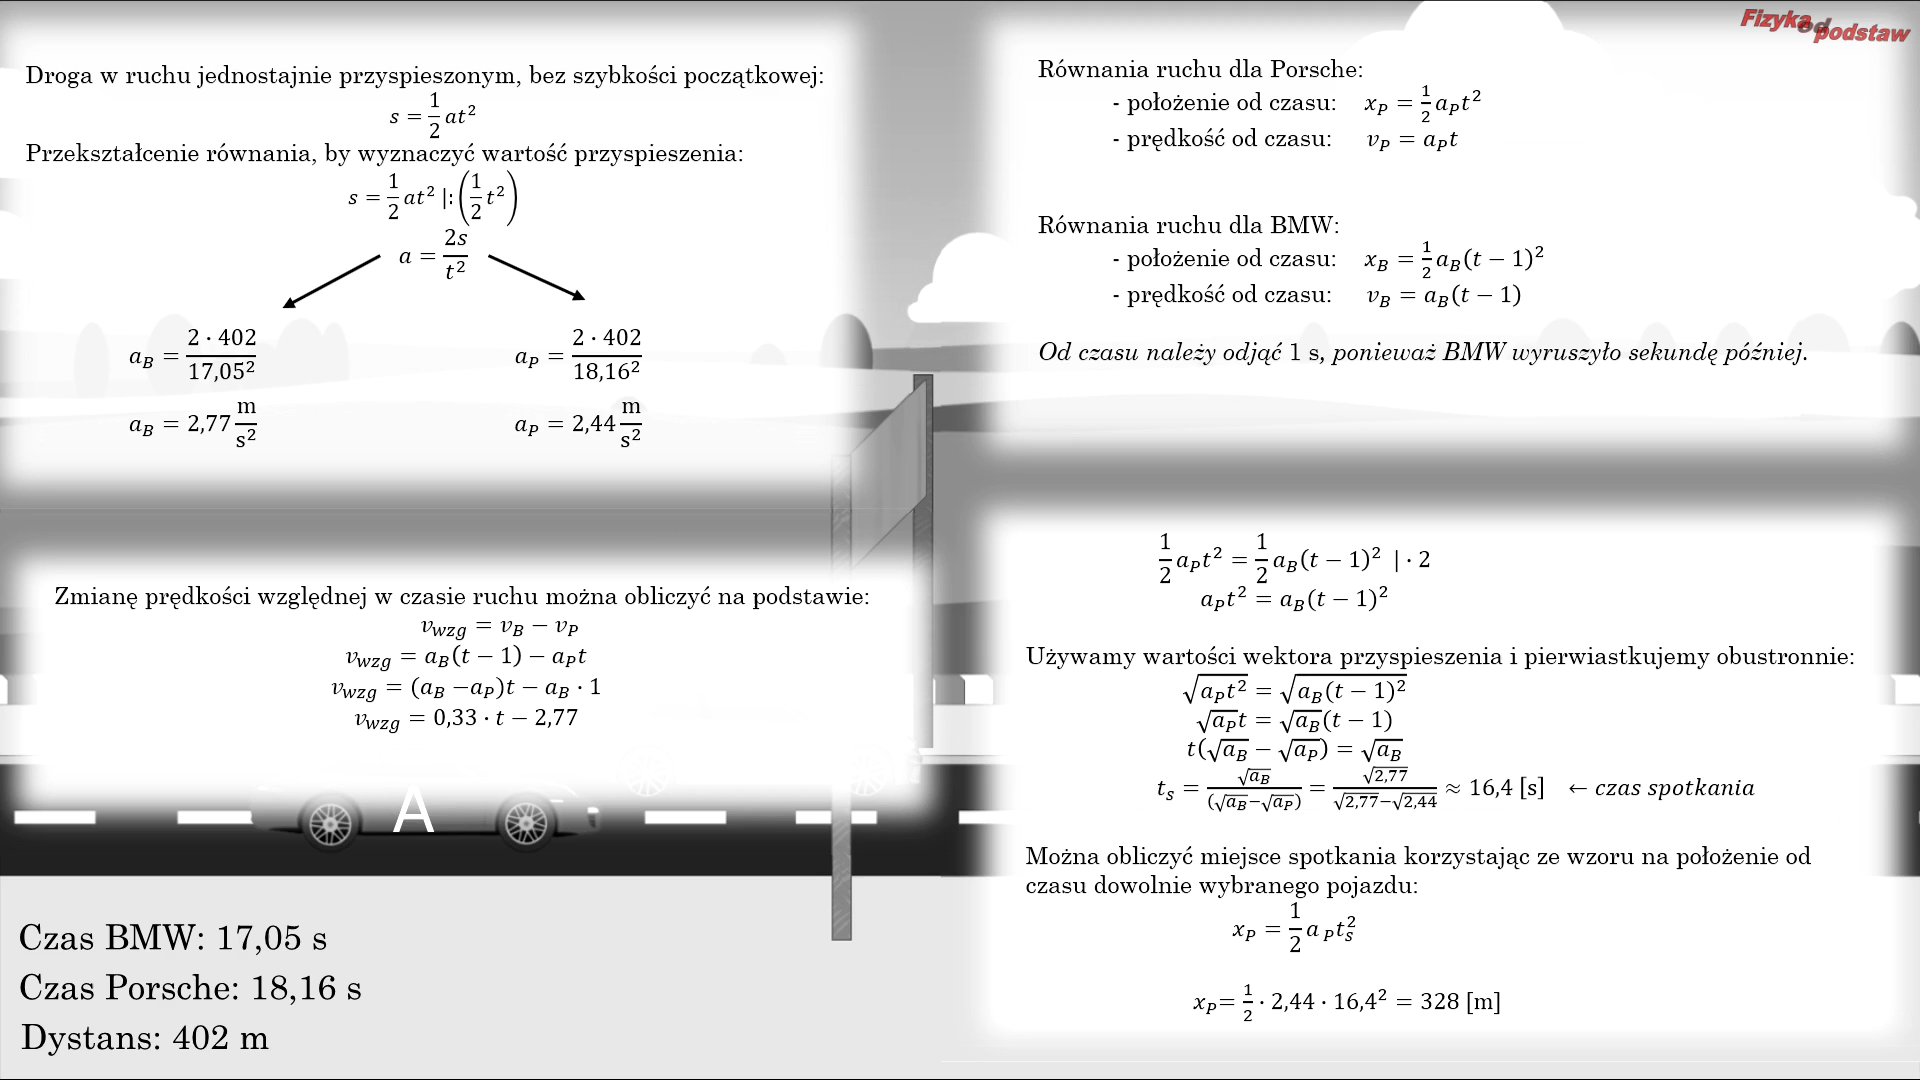 Fizyka od podstaw
Droga w ruchu jednostajnie przyspieszonym, bez szybkości początkowej:
s = 1/2 at²
Przekształcenie równania, by wyznaczyć wartość przyspieszenia:
s = 1/2 at² |:(1/2 t²)
a = 2s/t²
a_B = 2 · 402/17,05²
a_P = 2 · 402/18,16²
a_B = 2,77 m/s²
a_P = 2,44 m/s²
Równania ruchu dla Porsche:
- położenie od czasu: x_P = 1/2 a_P t²
- prędkość od czasu: v_P = a_P t
Równania ruchu dla BMW:
- położenie od czasu: x_B = 1/2 a_B (t − 1)²
- prędkość od czasu: v_B = a_B (t − 1)
Od czasu należy odjąć 1 s, ponieważ BMW wyruszyło sekundę później.
Zmianę prędkości względnej w czasie ruchu można obliczyć na podstawie:
v_wzg = v_B − v_P
v_wzg = a_B (t − 1) − a_P t
v_wzg = (a_B − a_P)t − a_B · 1
v_wzg = 0,33 · t − 2,77
A
Czas BMW: 17,05 s
Czas Porsche: 18,16 s
Dystans: 402 m
1/2 a_P t² = 1/2 a_B (t − 1)² | · 2
a_P t² = a_B (t − 1)²
Używamy wartości wektora przyspieszenia i pierwiastkujemy obustronnie:
√(a_P t²) = √(a_B (t − 1)²)
√a_P t = √a_B (t − 1)
t(√a_B − √a_P) = √a_B
t_s = √a_B/(√a_B−√a_P) = √2,77/(√2,77−√2,44) ≈ 16,4 [s] ← czas spotkania
Można obliczyć miejsce spotkania korzystając ze wzoru na położenie od
czasu dowolnie wybranego pojazdu:
x_P = 1/2 a_P t_s²
x_P= 1/2 · 2,44 · 16,4² = 328 [m]